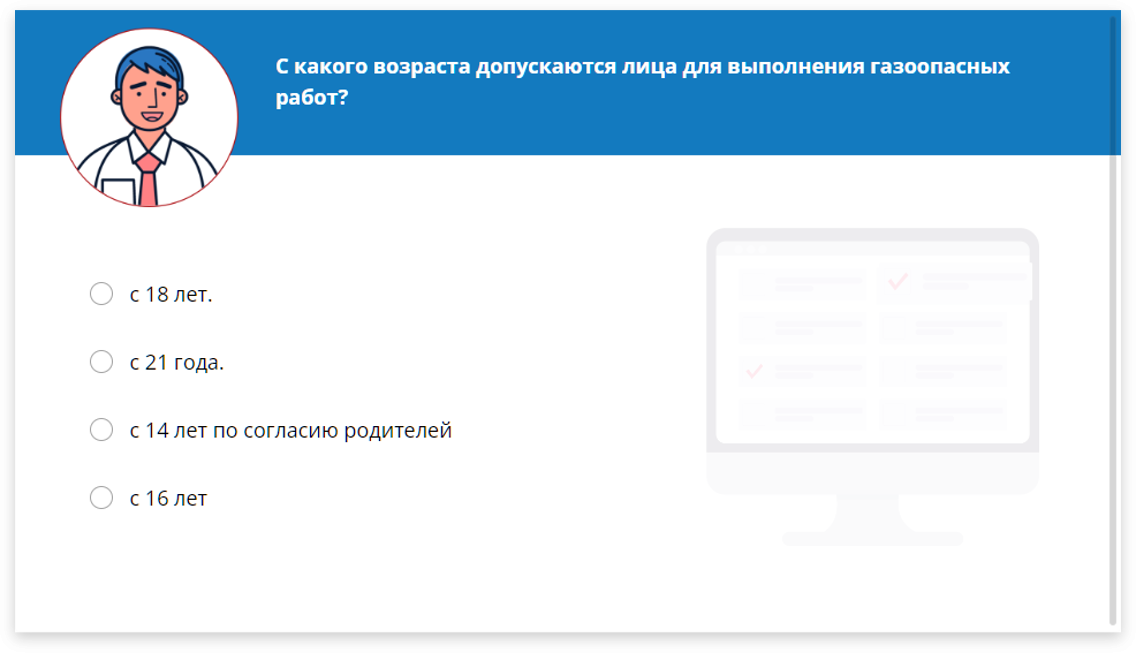 С какого возраста допускаются лица для выполнения газоопасных
работ?
с 18 лет.
с 21 года.
с 14 лет по согласию родителей
с 16 лет